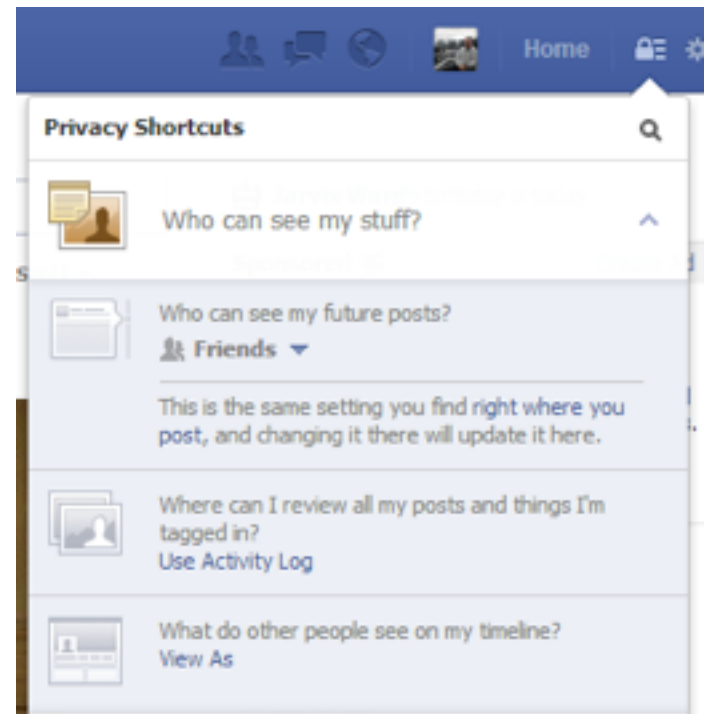 Home
Privacy Shortcuts
Who can see my stuff?
Who can see my future posts?
Friends
This is the same setting you find right where you
post, and changing it there will update it here.
Where can I review all my posts and things I'm
tagged in?
Use Activity Log
What do other people see on my timeline?
View As